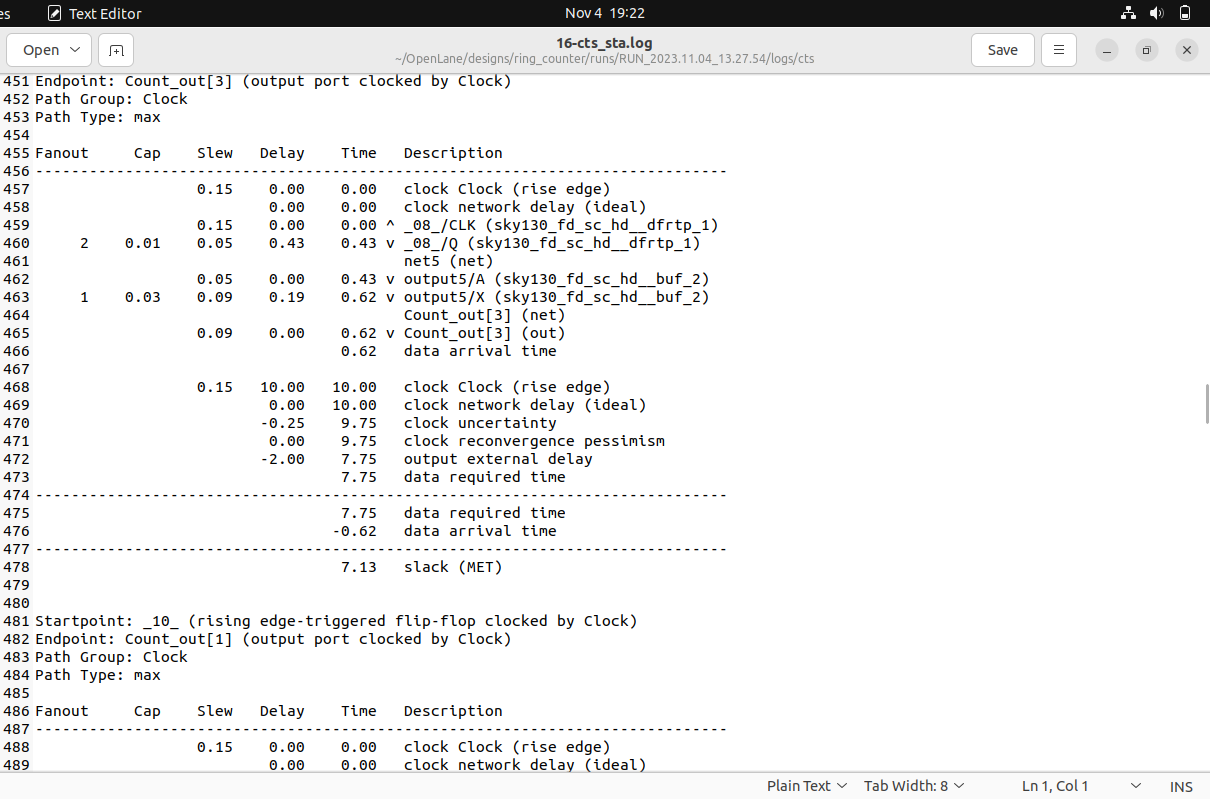 es Text Editor Nov 4 19:22
Open 16-cts_sta.log Save
~/OpenLane/designs/ring_counter/runs/RUN_2023.11.04_13.27.54/logs/cts
451 Endpoint: Count_out[3] (output port clocked by Clock)
452 Path Group: Clock
453 Path Type: max
454
455 Fanout     Cap    Slew   Delay    Time   Description
456 -----------------------------------------------------------------------------
457                   0.15    0.00    0.00   clock Clock (rise edge)
458                           0.00    0.00   clock network delay (ideal)
459                   0.15    0.00    0.00 ^ _08_/CLK (sky130_fd_sc_hd__dfrtp_1)
460      2    0.01    0.05    0.43    0.43 v _08_/Q (sky130_fd_sc_hd__dfrtp_1)
461                                          net5 (net)
462                   0.05    0.00    0.43 v output5/A (sky130_fd_sc_hd__buf_2)
463      1    0.03    0.09    0.19    0.62 v output5/X (sky130_fd_sc_hd__buf_2)
464                                          Count_out[3] (net)
465                   0.09    0.00    0.62 v Count_out[3] (out)
466                                   0.62   data arrival time
467
468                   0.15   10.00   10.00   clock Clock (rise edge)
469                           0.00   10.00   clock network delay (ideal)
470                          -0.25    9.75   clock uncertainty
471                           0.00    9.75   clock reconvergence pessimism
472                          -2.00    7.75   output external delay
473                                   7.75   data required time
474 -----------------------------------------------------------------------------
475                                   7.75   data required time
476                                  -0.62   data arrival time
477 -----------------------------------------------------------------------------
478                                   7.13   slack (MET)
479
480
481 Startpoint: _10_ (rising edge-triggered flip-flop clocked by Clock)
482 Endpoint: Count_out[1] (output port clocked by Clock)
483 Path Group: Clock
484 Path Type: max
485
486 Fanout     Cap    Slew   Delay    Time   Description
487 -----------------------------------------------------------------------------
488                   0.15    0.00    0.00   clock Clock (rise edge)
489                           0.00    0.00   clock network delay (ideal)
Plain Text Tab Width: 8 Ln 1, Col 1 INS